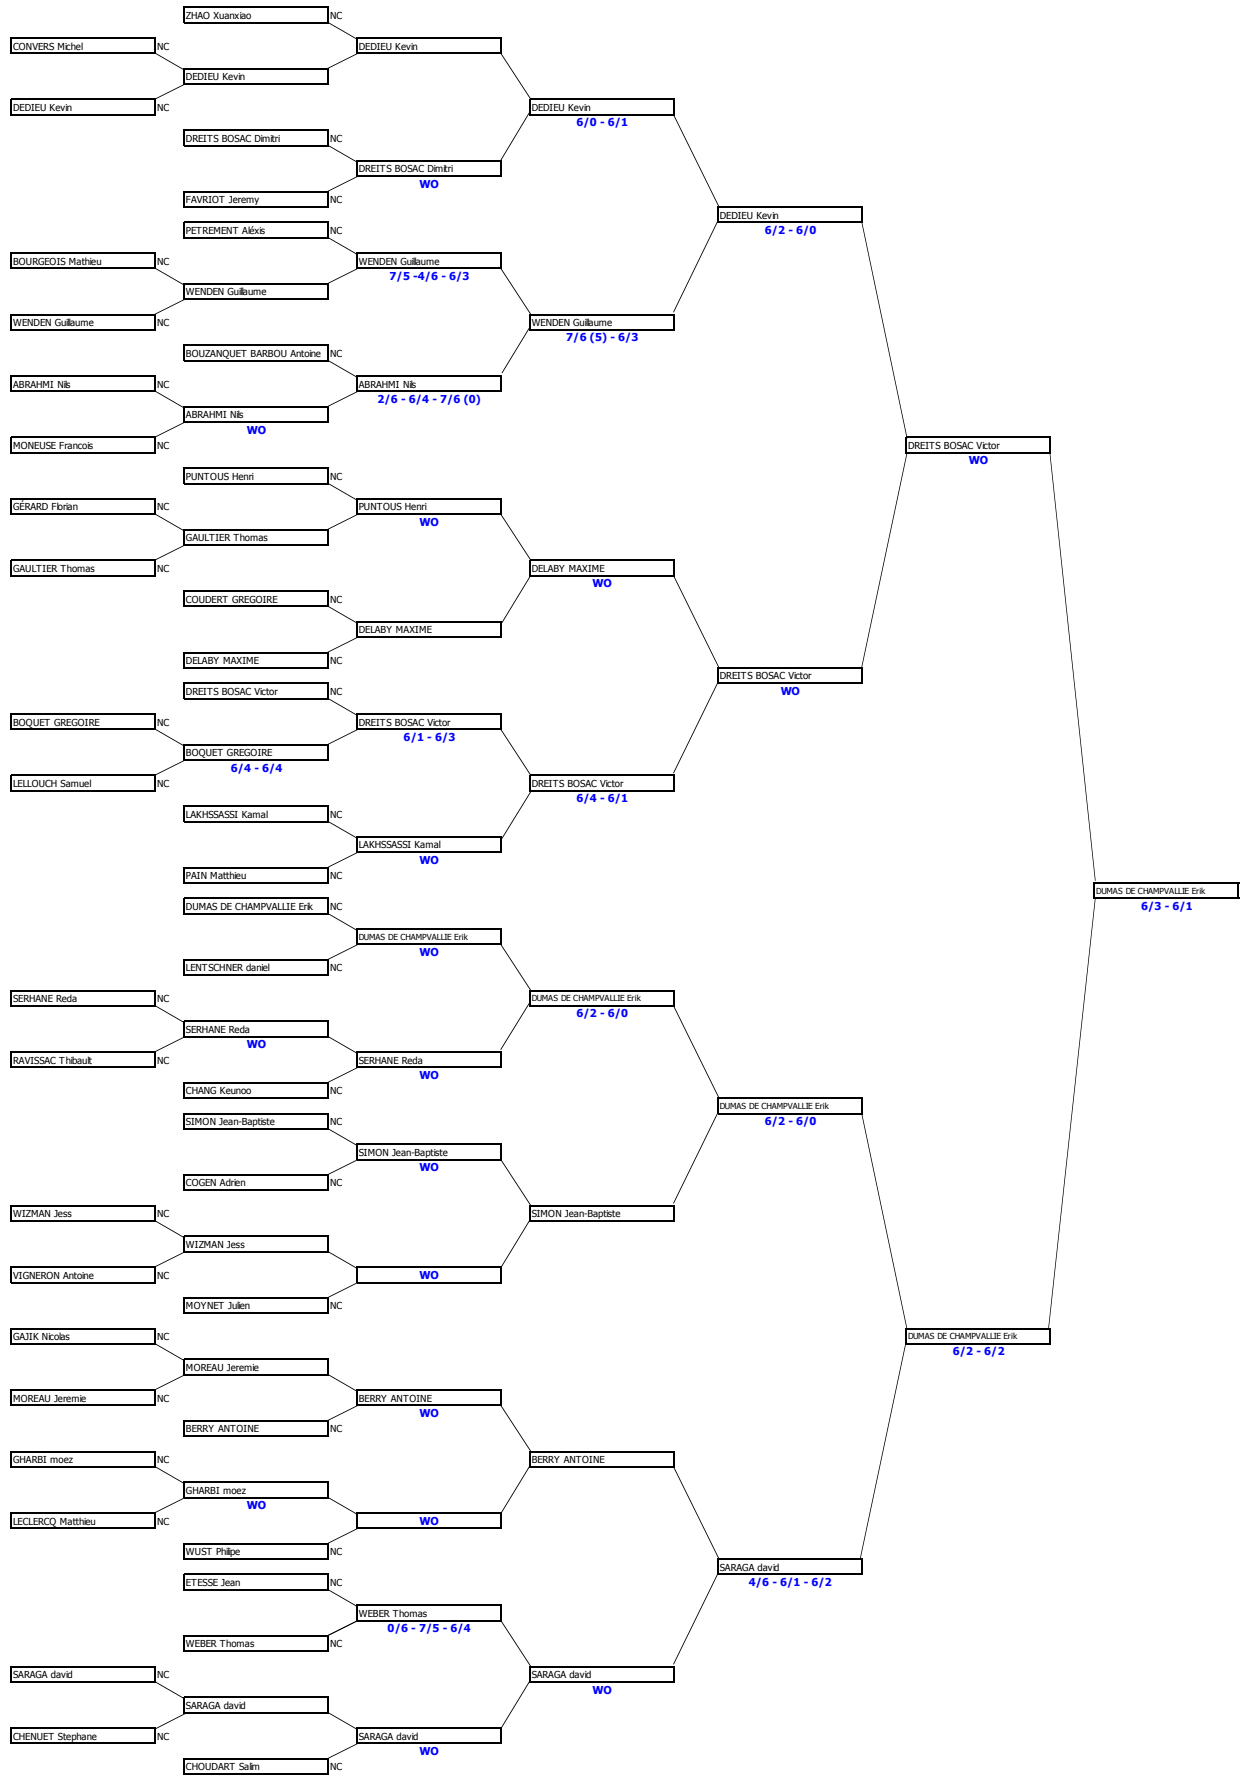 ZHAO Xuanxiao NC
CONVERS Michel NC
DEDIEU Kevin
DEDIEU Kevin
DEDIEU Kevin NC
DEDIEU Kevin
6/0 - 6/1
DREITS BOSAC Dimitri NC
DREITS BOSAC Dimitri
WO
FAVRIOT Jeremy NC
DEDIEU Kevin
6/2 - 6/0
PETREMENT Aléxis NC
BOURGEOIS Mathieu NC
WENDEN Guillaume
7/5 -4/6 - 6/3
WENDEN Guillaume
WENDEN Guillaume NC
WENDEN Guillaume
7/6 (5) - 6/3
BOUZANQUET BARBOU Antoine NC
ABRAHMI Nils NC
ABRAHMI Nils
2/6 - 6/4 - 7/6 (0)
ABRAHMI Nils
WO
MONEUSE Francois NC
DREITS BOSAC Victor
WO
PUNTOUS Henri NC
GÉRARD Florian NC
PUNTOUS Henri
WO
GAULTIER Thomas
GAULTIER Thomas NC
DELABY MAXIME
WO
COUDERT GREGOIRE NC
DELABY MAXIME
DELABY MAXIME NC
DREITS BOSAC Victor
WO
DREITS BOSAC Victor NC
BOQUET GREGOIRE NC
DREITS BOSAC Victor
6/1 - 6/3
BOQUET GREGOIRE
6/4 - 6/4
LELLOUCH Samuel NC
DREITS BOSAC Victor
6/4 - 6/1
LAKHSSASSI Kamal NC
LAKHSSASSI Kamal
WO
PAIN Matthieu NC
DUMAS DE CHAMPVALLIE Erik
6/3 - 6/1
DUMAS DE CHAMPVALLIE Erik NC
DUMAS DE CHAMPVALLIE Erik
WO
LENTSCHNER daniel NC
SERHANE Reda NC
DUMAS DE CHAMPVALLIE Erik
6/2 - 6/0
SERHANE Reda
WO
RAVISSAC Thibault NC
SERHANE Reda
WO
CHANG Keunoo NC
DUMAS DE CHAMPVALLIE Erik
6/2 - 6/0
SIMON Jean-Baptiste NC
SIMON Jean-Baptiste
WO
COGEN Adrien NC
WIZMAN Jess NC
SIMON Jean-Baptiste
WIZMAN Jess
VIGNERON Antoine NC
WO
MOYNET Julien NC
GAJIK Nicolas NC
DUMAS DE CHAMPVALLIE Erik
6/2 - 6/2
MOREAU Jeremie
MOREAU Jeremie NC
BERRY ANTOINE
WO
BERRY ANTOINE NC
GHARBI moez NC
BERRY ANTOINE
GHARBI moez
WO
LECLERCQ Matthieu NC
WO
WUST Philipe NC
SARAGA david
4/6 - 6/1 - 6/2
ETESSE Jean NC
WEBER Thomas
0/6 - 7/5 - 6/4
WEBER Thomas NC
SARAGA david NC
SARAGA david
WO
SARAGA david
CHENUET Stephane NC
SARAGA david
WO
CHOUDART Salim NC